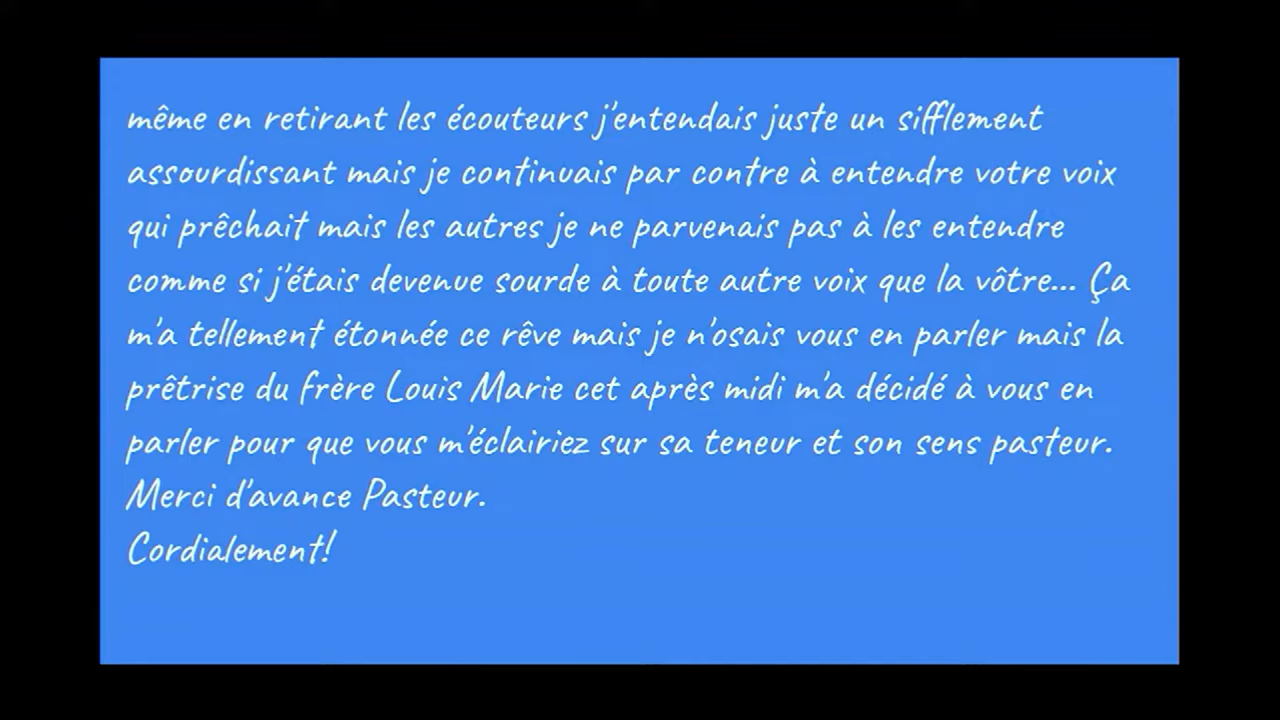 même en retirant les écouteurs j'entendais juste un sifflement
assourdissant mais je continuais par contre à entendre votre voix
qui prêchait mais les autres je ne parvenais pas à les entendre
comme si j'étais devenue sourde à toute autre voix que la vôtre... Ça
m'a tellement étonnée ce rêve mais je n'osais vous en parler mais la
prêtrise du frère Louis Marie cet après midi m'a décidé à vous en
parler pour que vous m'éclairiez sur sa teneur et son sens pasteur.
Merci d'avance Pasteur.
Cordialement!